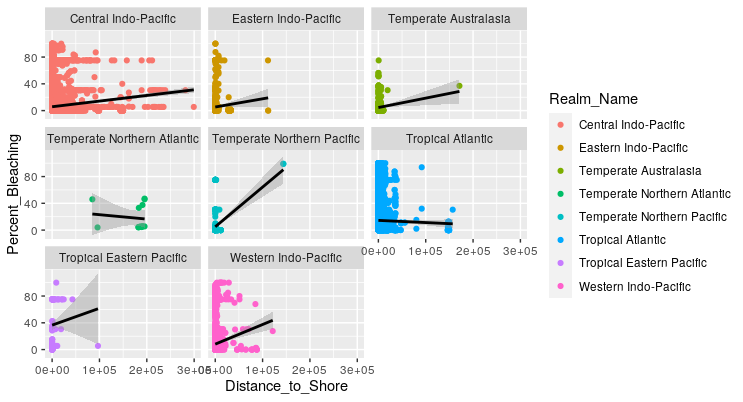 Central Indo-Pacific
Eastern Indo-Pacific
Temperate Australasia
80
40
0
Temperate Northern Atlantic
Temperate Northern Pacific
Tropical Atlantic
80
40
0
0e+00
1e+05
2e+05
3e+05
Tropical Eastern Pacific
Western Indo-Pacific
80
40
0
0e+00
1e+05
2e+05
3e+05
0e+00
1e+05
2e+05
3e+05
Distance_to_Shore
Percent_Bleaching
Realm_Name
Central Indo-Pacific
Eastern Indo-Pacific
Temperate Australasia
Temperate Northern Atlantic
Temperate Northern Pacific
Tropical Atlantic
Tropical Eastern Pacific
Western Indo-Pacific